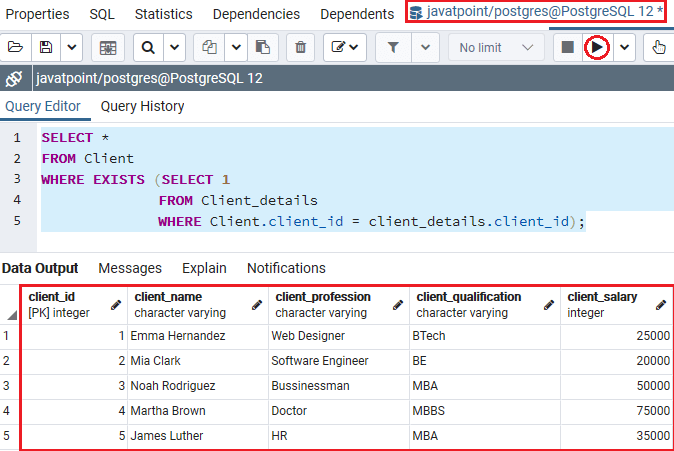 Properties SQL Statistics Dependencies Dependents javatpoint/postgres@PostgreSQL 12 *
No limit
javatpoint/postgres@PostgreSQL 12
Query Editor Query History
1 SELECT *
2 FROM Client
3 WHERE EXISTS (SELECT 1
4 FROM Client_details
5 WHERE Client.client_id = client_details.client_id);
Data Output Messages Explain Notifications
client_id client_name client_profession client_qualification client_salary
[PK] integer character varying character varying character varying integer
1 1 Emma Hernandez Web Designer BTech 25000
2 2 Mia Clark Software Engineer BE 20000
3 3 Noah Rodriguez Bussinessman MBA 50000
4 4 Martha Brown Doctor MBBS 75000
5 5 James Luther HR MBA 35000